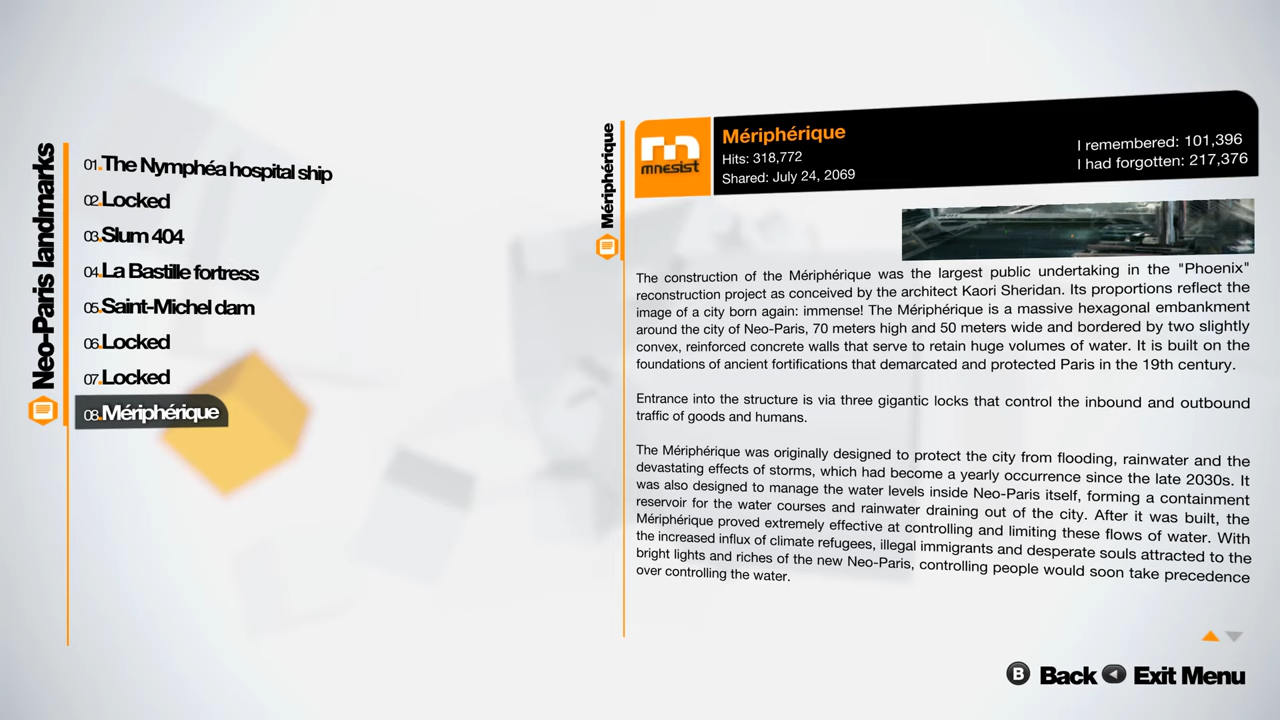 Neo-Paris landmarks
01.The Nymphéa hospital ship
02.Locked
03.Slum 404
04.La Bastille fortress
05.Saint-Michel dam
06.Locked
07.Locked
08.Mériphérique
Mériphérique
mnesist
Mériphérique
Hits: 318,772
Shared: July 24, 2069
I remembered: 101,396
I had forgotten: 217,376
The construction of the Mériphérique was the largest public undertaking in the "Phoenix"
reconstruction project as conceived by the architect Kaori Sheridan. Its proportions reflect the
image of a city born again: immense! The Mériphérique is a massive hexagonal embankment
around the city of Neo-Paris, 70 meters high and 50 meters wide and bordered by two slightly
convex, reinforced concrete walls that serve to retain huge volumes of water. It is built on the
foundations of ancient fortifications that demarcated and protected Paris in the 19th century.
Entrance into the structure is via three gigantic locks that control the inbound and outbound
traffic of goods and humans.
The Mériphérique was originally designed to protect the city from flooding, rainwater and the
devastating effects of storms, which had become a yearly occurrence since the late 2030s. It
was also designed to manage the water levels inside Neo-Paris itself, forming a containment
reservoir for the water courses and rainwater draining out of the city. After it was built, the
Mériphérique proved extremely effective at controlling and limiting these flows of water. With
the increased influx of climate refugees, illegal immigrants and desperate souls attracted to the
bright lights and riches of the new Neo-Paris, controlling people would soon take precedence
over controlling the water.
B Back Exit Menu